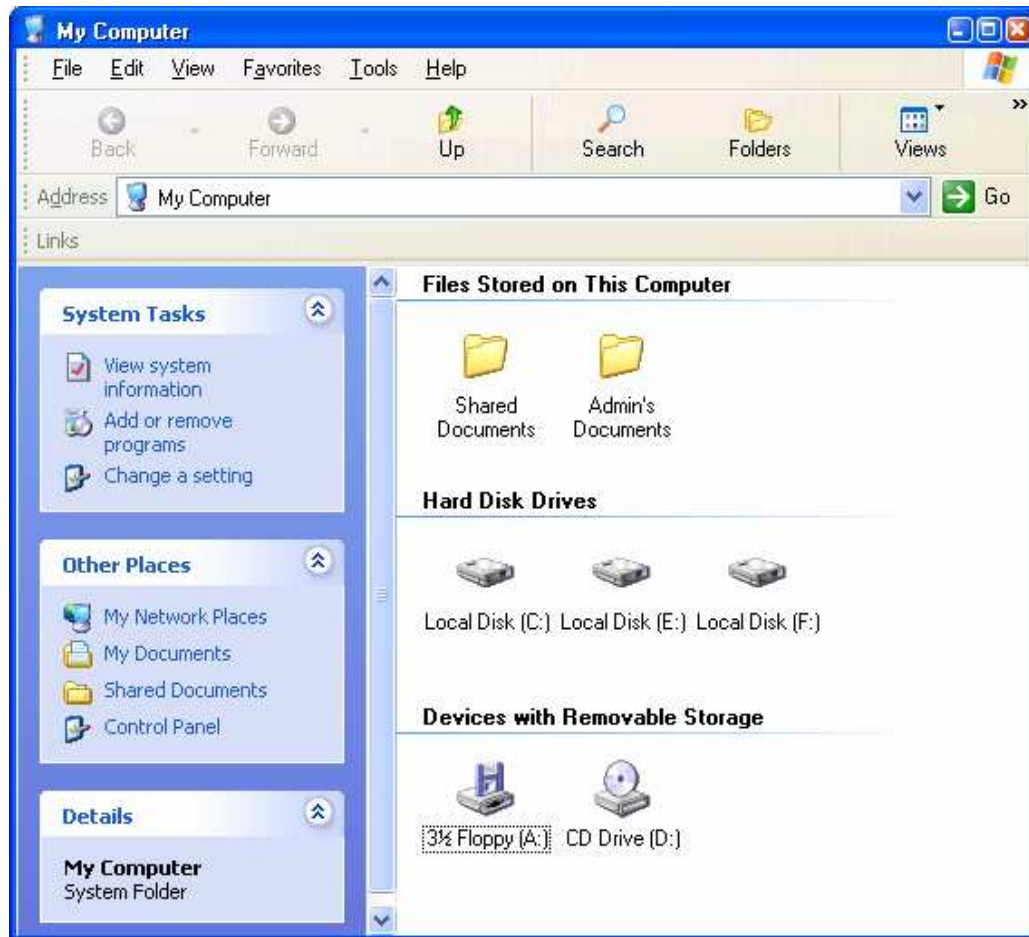 My Computer
File Edit View Favorites Tools Help
Back Forward Up Search Folders Views »
Address My Computer Go
Links
System Tasks
View system
information
Add or remove
programs
Change a setting
Other Places
My Network Places
My Documents
Shared Documents
Control Panel
Details
My Computer
System Folder
Files Stored on This Computer
Shared
Documents
Admin's
Documents
Hard Disk Drives
Local Disk (C:) Local Disk (E:) Local Disk (F:)
Devices with Removable Storage
3½ Floppy (A:) CD Drive (D:)